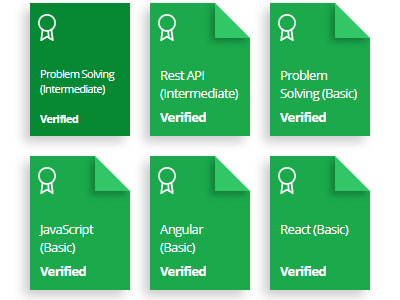 Problem Solving
(Intermediate)
Verified
Rest API
(Intermediate)
Verified
Problem
Solving (Basic)
Verified
JavaScript
(Basic)
Verified
Angular
(Basic)
Verified
React (Basic)
Verified